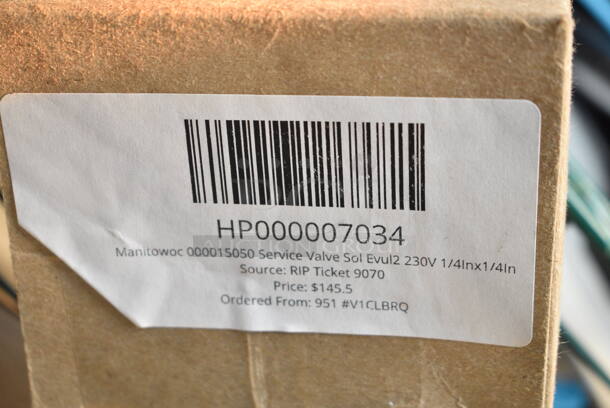 HP000007034
Manitowoc 000015050 Service Valve Sol Evul2 230V 1/4Inx1/4In
Source: RIP Ticket 9070
Price: $145.5
Ordered From: 951 #V1CLBRQ